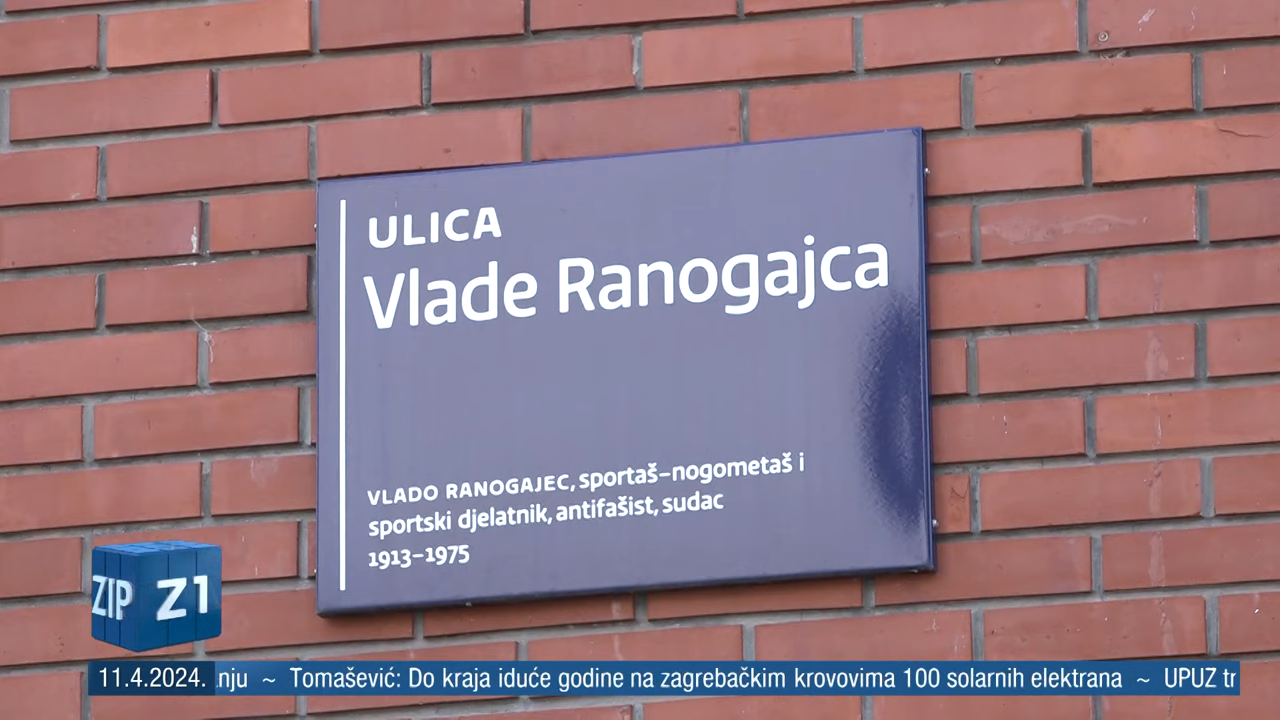 ULICA
Vlade Ranogajca
VLADO RANOGAJEC, sportaš-nogometaš i
sportski djelatnik, antifašist, sudac
1913-1975
ZIP Z1
11.4.2024. nju ~ Tomašević: Do kraja iduće godine na zagrebačkim krovovima 100 solarnih elektrana ~ UPUZ tr